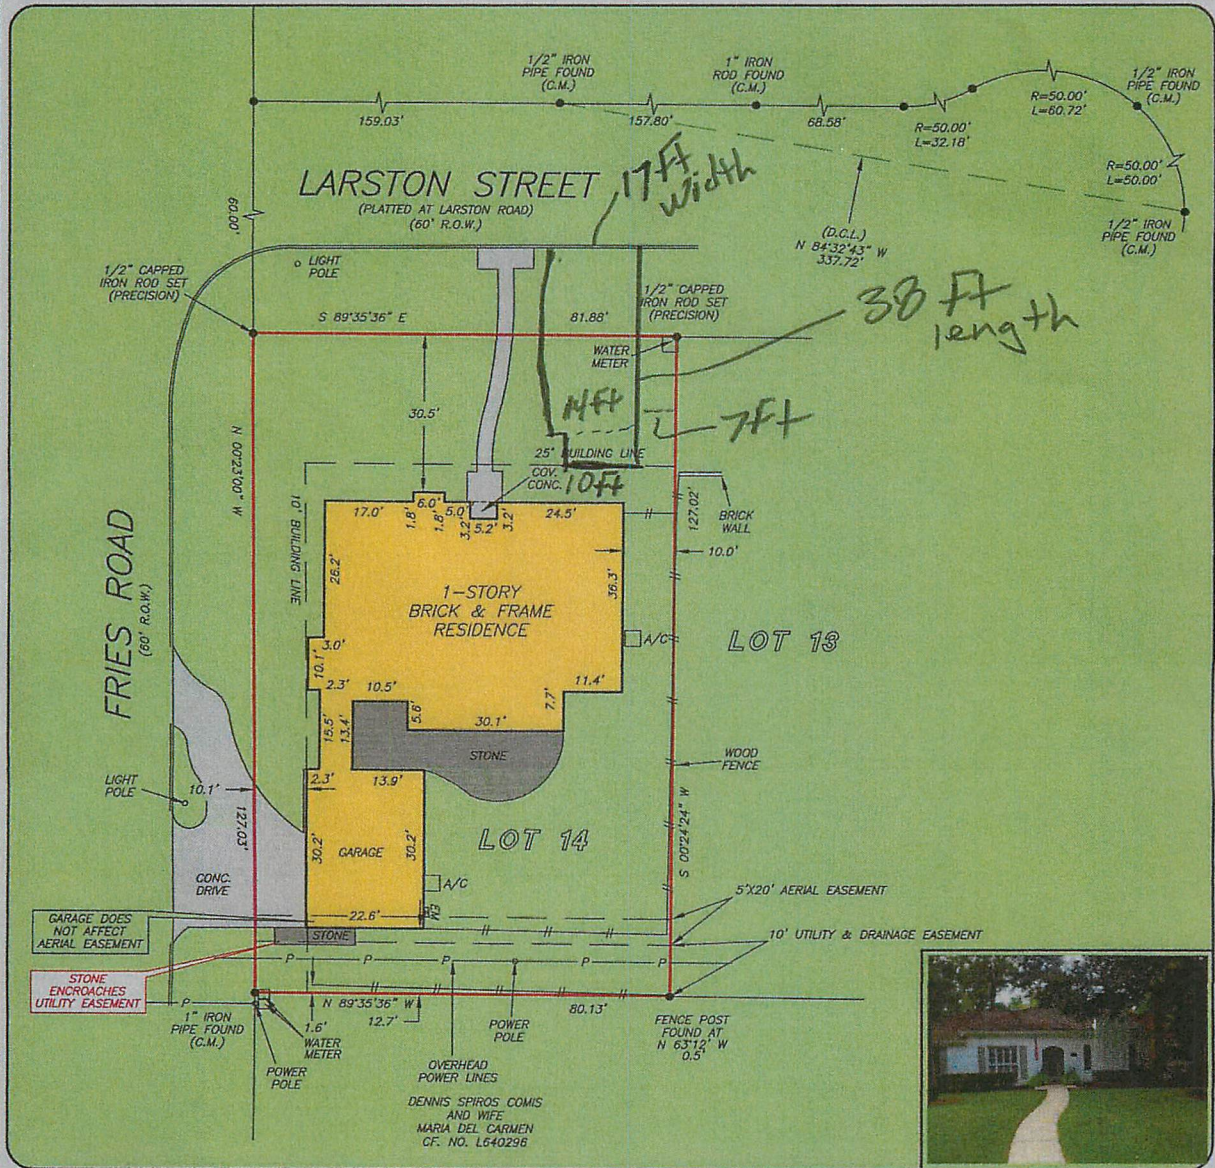 1/2" IRON
PIPE FOUND
(C.M.)
1" IRON
ROD FOUND
(C.M.)
1/2" IRON
PIPE FOUND
(C.M.)
159.03'
157.80'
68.58'
R=50.00'
L=32.18'
R=50.00'
L=60.72'
R=50.00'
L=50.00'
1/2" IRON
PIPE FOUND
(C.M.)
(D.C.L.)
N 84°32'43" W
337.72'
60.00'
LARSTON STREET
(PLATTED AT LARSTON ROAD)
(60' R.O.W.)
17ft
width
LIGHT
POLE
1/2" CAPPED
IRON ROD SET
(PRECISION)
1/2" CAPPED
IRON ROD SET
(PRECISION)
S 89°35'36" E
81.88'
38 ft
length
WATER
METER
30.5'
14ft
7ft
25' BUILDING LINE
10ft
COV.
CONC.
N 00°23'00" W
10' BUILDING LINE
17.0'
6.0'
1.8'
1.8'
5.0'
3.2'
5.2'
3.2'
24.5'
127.02'
BRICK
WALL
10.0'
26.2'
36.3'
FRIES ROAD
(60' R.O.W.)
1-STORY
BRICK & FRAME
RESIDENCE
A/C
LOT 13
3.0'
10.1'
2.3'
10.5'
11.4'
7.7'
5.6'
15.5'
13.4'
30.1'
STONE
WOOD
FENCE
LIGHT
POLE
10.1'
2.3'
13.9'
127.03'
30.2'
GARAGE
30.2'
LOT 14
S 00°24'24" W
CONC.
DRIVE
A/C
EM
22.6'
STONE
5'X20' AERIAL EASEMENT
10' UTILITY & DRAINAGE EASEMENT
GARAGE DOES
NOT AFFECT
AERIAL EASEMENT
STONE
ENCROACHES
UTILITY EASEMENT
P
P
P
P
P
P
1" IRON
PIPE FOUND
(C.M.)
N 89°35'36" W
80.13'
1.6'
12.7'
WATER
METER
POWER
POLE
POWER
POLE
OVERHEAD
POWER LINES
FENCE POST
FOUND AT
N 63°12' W
0.5'
DENNIS SPIROS COMIS
AND WIFE
MARIA DEL CARMEN
CF. NO. L640296